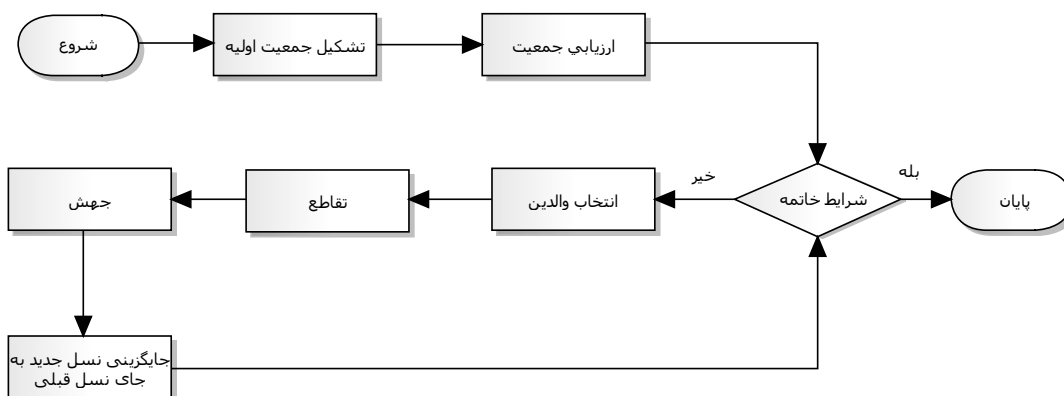 شروع
تشکیل جمعیت اولیه
ارزيابي جمعیت
شرایط خاتمه
بله
پایان
خیر
انتخاب والدین
تقاطع
جهش
جایگزینی نسل جدید به
جای نسل قبلی